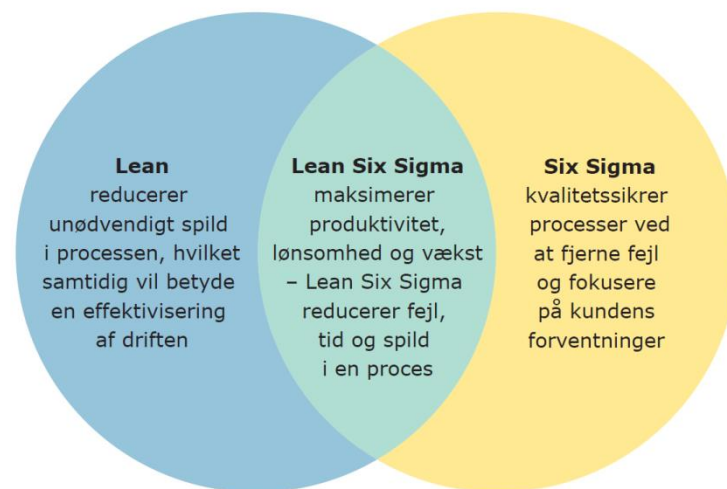 Lean
reducerer
unødvendigt spild
i processen, hvilket
samtidig vil betyde
en effektivisering
af driften
Lean Six Sigma
maksimerer
produktivitet,
lønsomhed og vækst
– Lean Six Sigma
reducerer fejl,
tid og spild
i en proces
Six Sigma
kvalitetssikrer
processer ved
at fjerne fejl
og fokusere
på kundens
forventninger